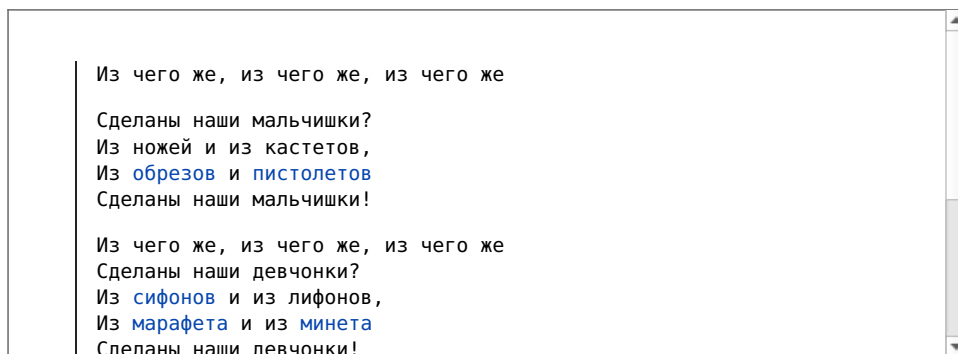 Из чего же, из чего же, из чего же
Сделаны наши мальчишки?
Из ножей и из кастетов,
Из обрезов и пистолетов
Сделаны наши мальчишки!
Из чего же, из чего же, из чего же
Сделаны наши девчонки?
Из сифонов и из лифонов,
Из марафета и из минета
Сделаны наши девчонки!